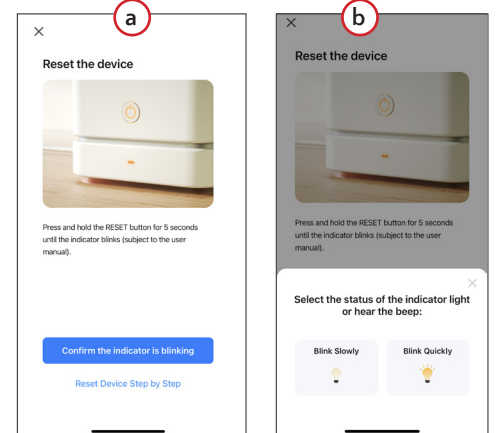 a
Reset the device
Press and hold the RESET button for 5 seconds
until the indicator blinks (subject to the user
manual).
Confirm the indicator is blinking
Reset Device Step by Step
b
Reset the device
Press and hold the RESET button for 5 seconds
until the indicator blinks (subject to the user
manual).
Select the status of the indicator light
or hear the beep:
Blink Slowly
Blink Quickly